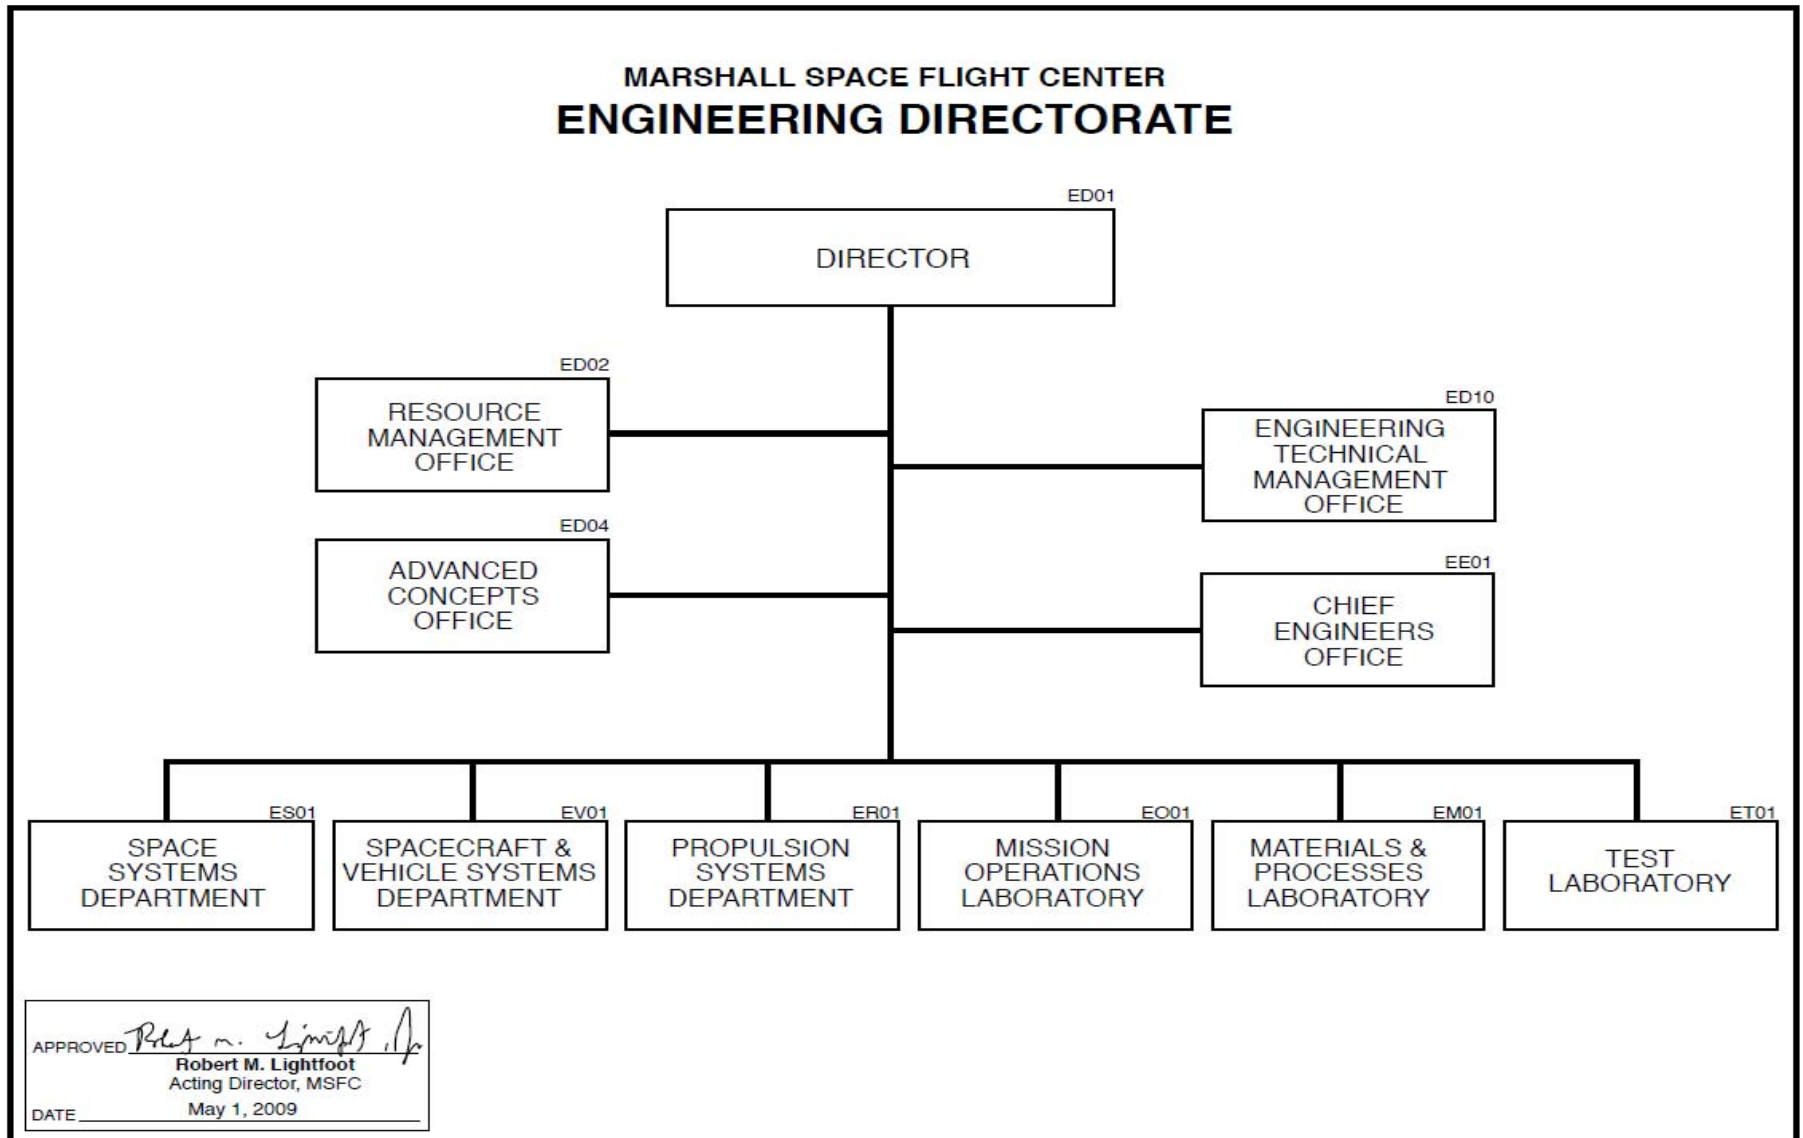 MARSHALL SPACE FLIGHT CENTER
ENGINEERING DIRECTORATE
ED01
DIRECTOR
ED02
RESOURCE
MANAGEMENT
OFFICE
ED10
ENGINEERING
TECHNICAL
MANAGEMENT
OFFICE
ED04
ADVANCED
CONCEPTS
OFFICE
EE01
CHIEF
ENGINEERS
OFFICE
ES01
SPACE
SYSTEMS
DEPARTMENT
EV01
SPACECRAFT &
VEHICLE SYSTEMS
DEPARTMENT
ER01
PROPULSION
SYSTEMS
DEPARTMENT
EO01
MISSION
OPERATIONS
LABORATORY
EM01
MATERIALS &
PROCESSES
LABORATORY
ET01
TEST
LABORATORY
APPROVED
Robert M. Lightfoot
Acting Director, MSFC
DATE May 1, 2009